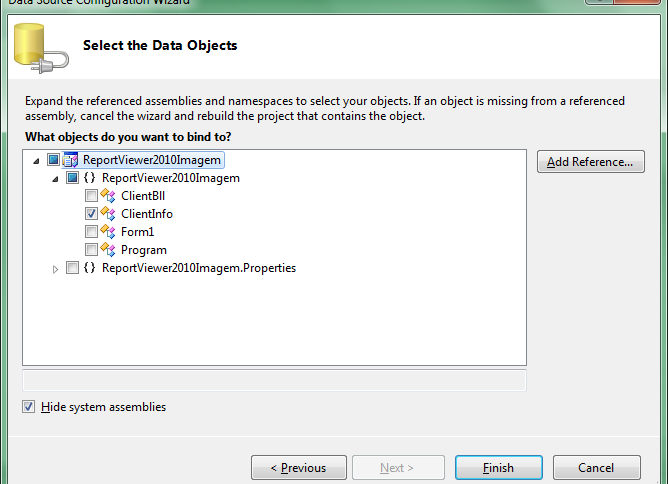 Data Source Configuration Wizard
Select the Data Objects
Expand the referenced assemblies and namespaces to select your objects. If an object is missing from a referenced
assembly, cancel the wizard and rebuild the project that contains the object.
What objects do you want to bind to?
ReportViewer2010Imagem
Add Reference...
{} ReportViewer2010Imagem
ClientBll
ClientInfo
Form1
Program
{} ReportViewer2010Imagem.Properties
Hide system assemblies
< Previous
Next >
Finish
Cancel